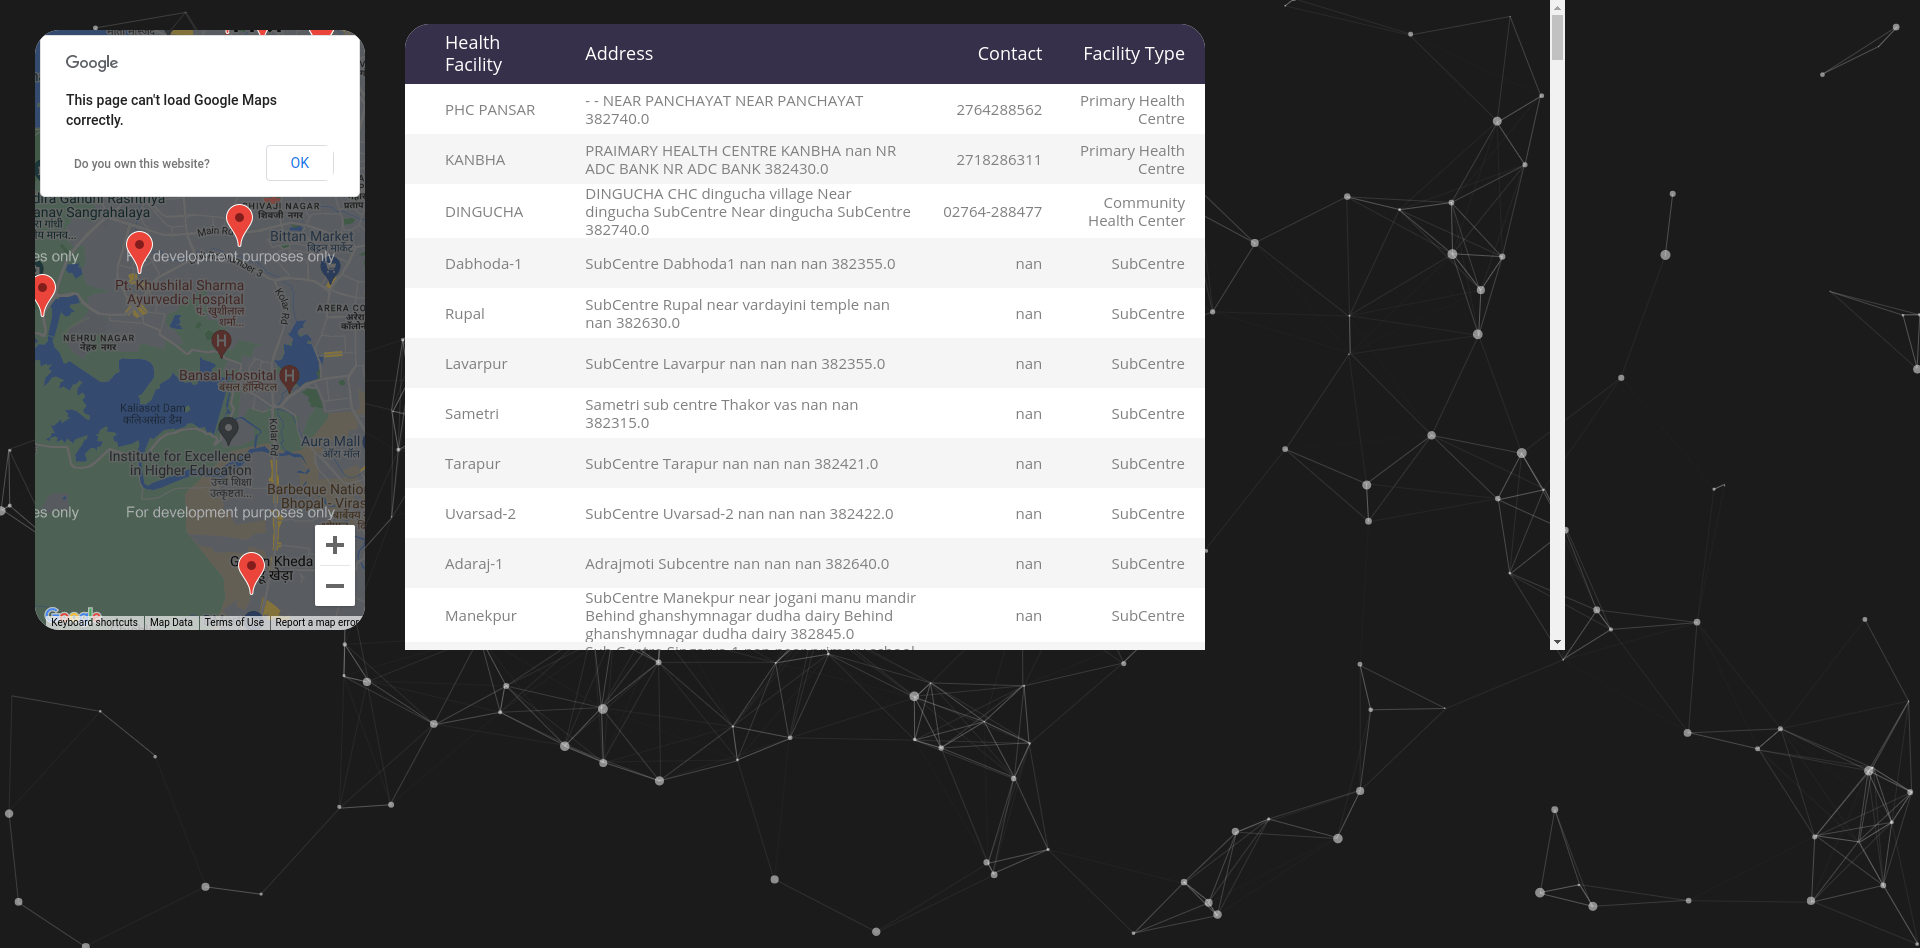 Google
This page can't load Google Maps
correctly.
Do you own this website?
OK
Sangrahalaya
SHIVAJI NAGAR
शिवजी नगर
Main
Bittan Market
बिट्टन मार्केट
es only
development purposes only
Pt. Khushilal Sharma
Ayurvedic Hospital
पं. खुशीलाल
शर्मा...
Kolar Rd
ARERA
NEHRU NAGAR
नेहरू नगर
Bansal Hospital
बंसल हॉस्पिटल
Kaliasot Dam
कलिअसोत डैम
Kolar Rd
Aura Mall
ऑरा मॉल
Institute for Excellence
in Higher Education
उच्च शिक्षा
उत्कृष्टता...
Barbeque Natio
Bhopal - Viras
es only
For development purposes only
Kheda
खेड़ा
Google
Keyboard shortcuts
Map Data
Terms of Use
Report a map error
Health
Facility
Address
Contact
Facility Type
PHC PANSAR
- - NEAR PANCHAYAT NEAR PANCHAYAT
382740.0
2764288562
Primary Health
Centre
KANBHA
PRAIMARY HEALTH CENTRE KANBHA nan NR
ADC BANK NR ADC BANK 382430.0
2718286311
Primary Health
Centre
DINGUCHA
DINGUCHA CHC dingucha village Near
dingucha SubCentre Near dingucha SubCentre
382740.0
02764-288477
Community
Health Center
Dabhoda-1
SubCentre Dabhoda1 nan nan nan 382355.0
nan
SubCentre
Rupal
SubCentre Rupal near vardayini temple nan
nan 382630.0
nan
SubCentre
Lavarpur
SubCentre Lavarpur nan nan nan 382355.0
nan
SubCentre
Sametri
Sametri sub centre Thakor vas nan nan
382315.0
nan
SubCentre
Tarapur
SubCentre Tarapur nan nan nan 382421.0
nan
SubCentre
Uvarsad-2
SubCentre Uvarsad-2 nan nan nan 382422.0
nan
SubCentre
Adaraj-1
Adrajmoti Subcentre nan nan nan 382640.0
nan
SubCentre
Manekpur
SubCentre Manekpur near jogani manu mandir
Behind ghanshymnagar dudha dairy Behind
ghanshymnagar dudha dairy 382845.0
nan
SubCentre